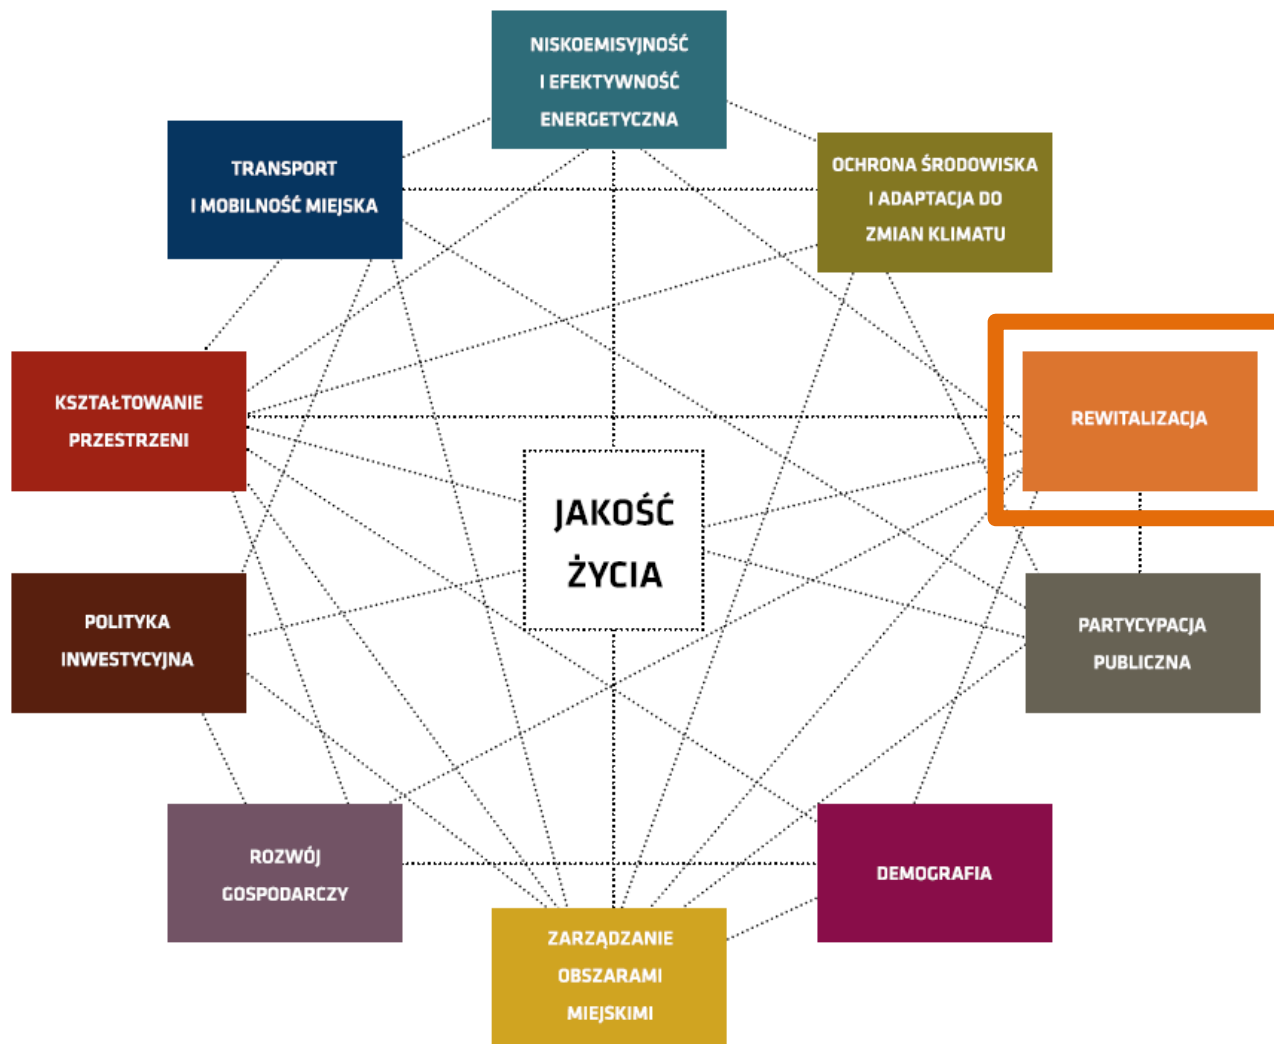 NISKOEMISYJNOŚĆ
I EFEKTYWNOŚĆ
ENERGETYCZNA
TRANSPORT
I MOBILNOŚĆ MIEJSKA
OCHRONA ŚRODOWISKA
I ADAPTACJA DO
ZMIAN KLIMATU
KSZTAŁTOWANIE
PRZESTRZENI
REWITALIZACJA
JAKOŚĆ
ŻYCIA
POLITYKA
INWESTYCYJNA
PARTYCYPACJA
PUBLICZNA
ROZWÓJ
GOSPODARCZY
DEMOGRAFIA
ZARZĄDZANIE
OBSZARAMI
MIEJSKIMI